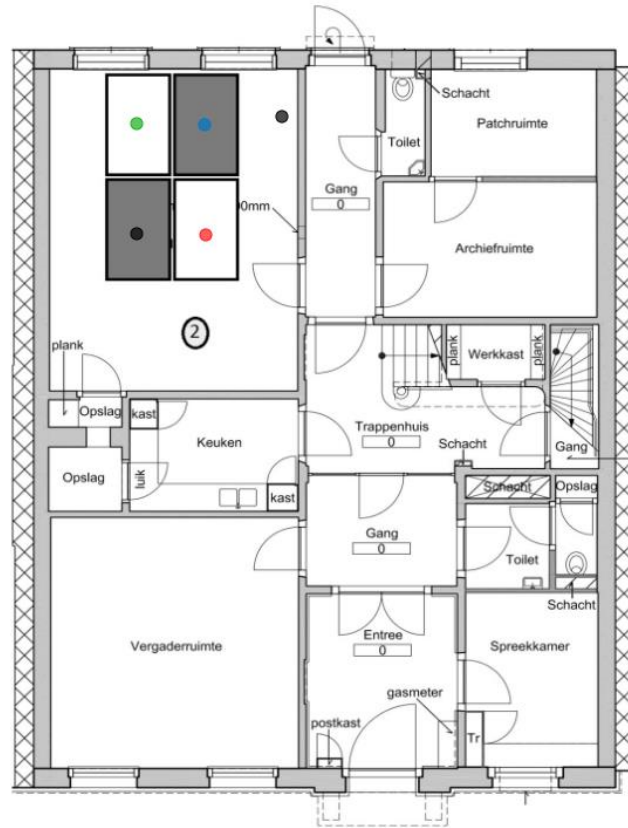 Schacht
Patchruimte
Toilet
Gang
0
0mm
Archiefruimte
2
plank
plank
Werkkast
plank
Opslag
kast
Keuken
Trappenhuis
0
Schacht
Gang
Opslag
luik
kast
Schacht
Opslag
Gang
0
Toilet
Schacht
Vergaderruimte
Entree
0
Spreekkamer
gasmeter
postkast
Tr